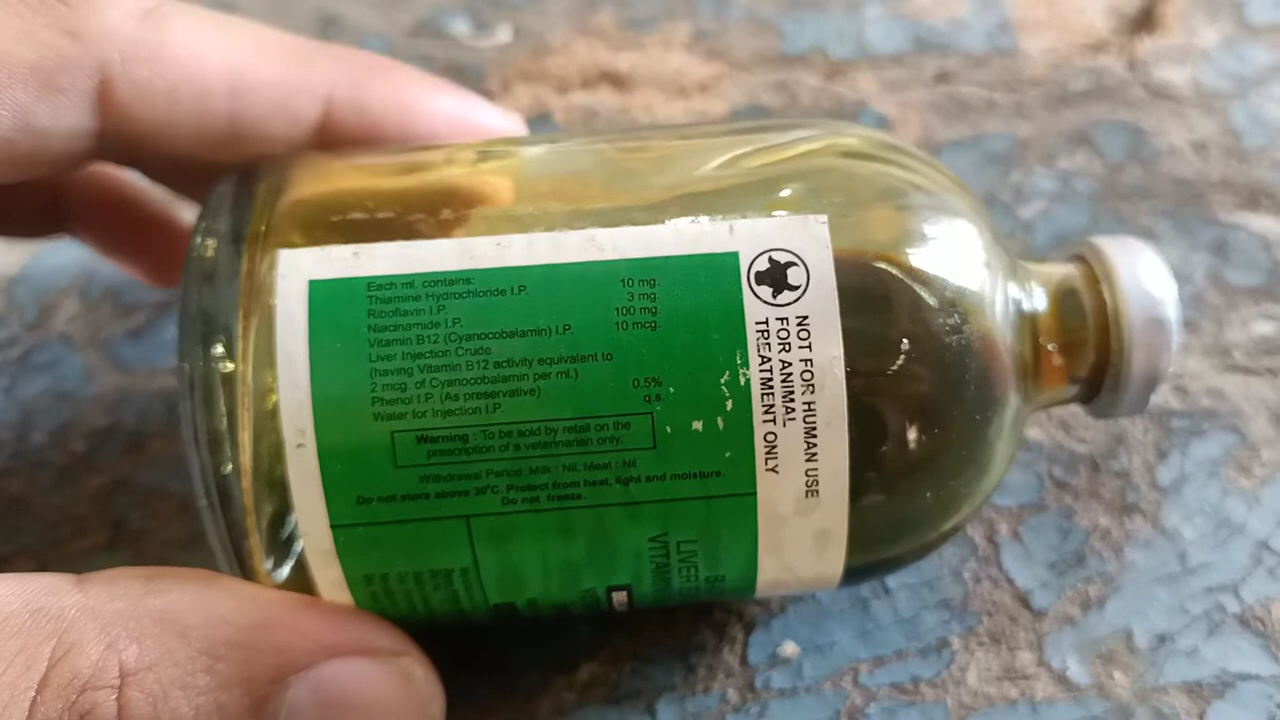 Each ml. contains:
Thiamine Hydrochloride I.P. 10 mg.
Riboflavin I.P. 3 mg.
Niacinamide I.P. 100 mg.
Vitamin B12 (Cyanocobalamin) I.P. 10 mcg.
Liver Injection Crude
(having Vitamin B12 activity equivalent to
2 mcg. of Cyanocobalamin per ml.)
Phenol I.P. (As preservative) 0.5%
Water for Injection I.P. q.s.
Warning : To be sold by retail on the
prescription of a veterinarian only.
Withdrawal Period: Milk : Nil, Meat : Nil
Do not store above 30°C. Protect from heat, light and moisture.
Do not freeze.
NOT FOR HUMAN USE
FOR ANIMAL
TREATMENT ONLY
LIVER